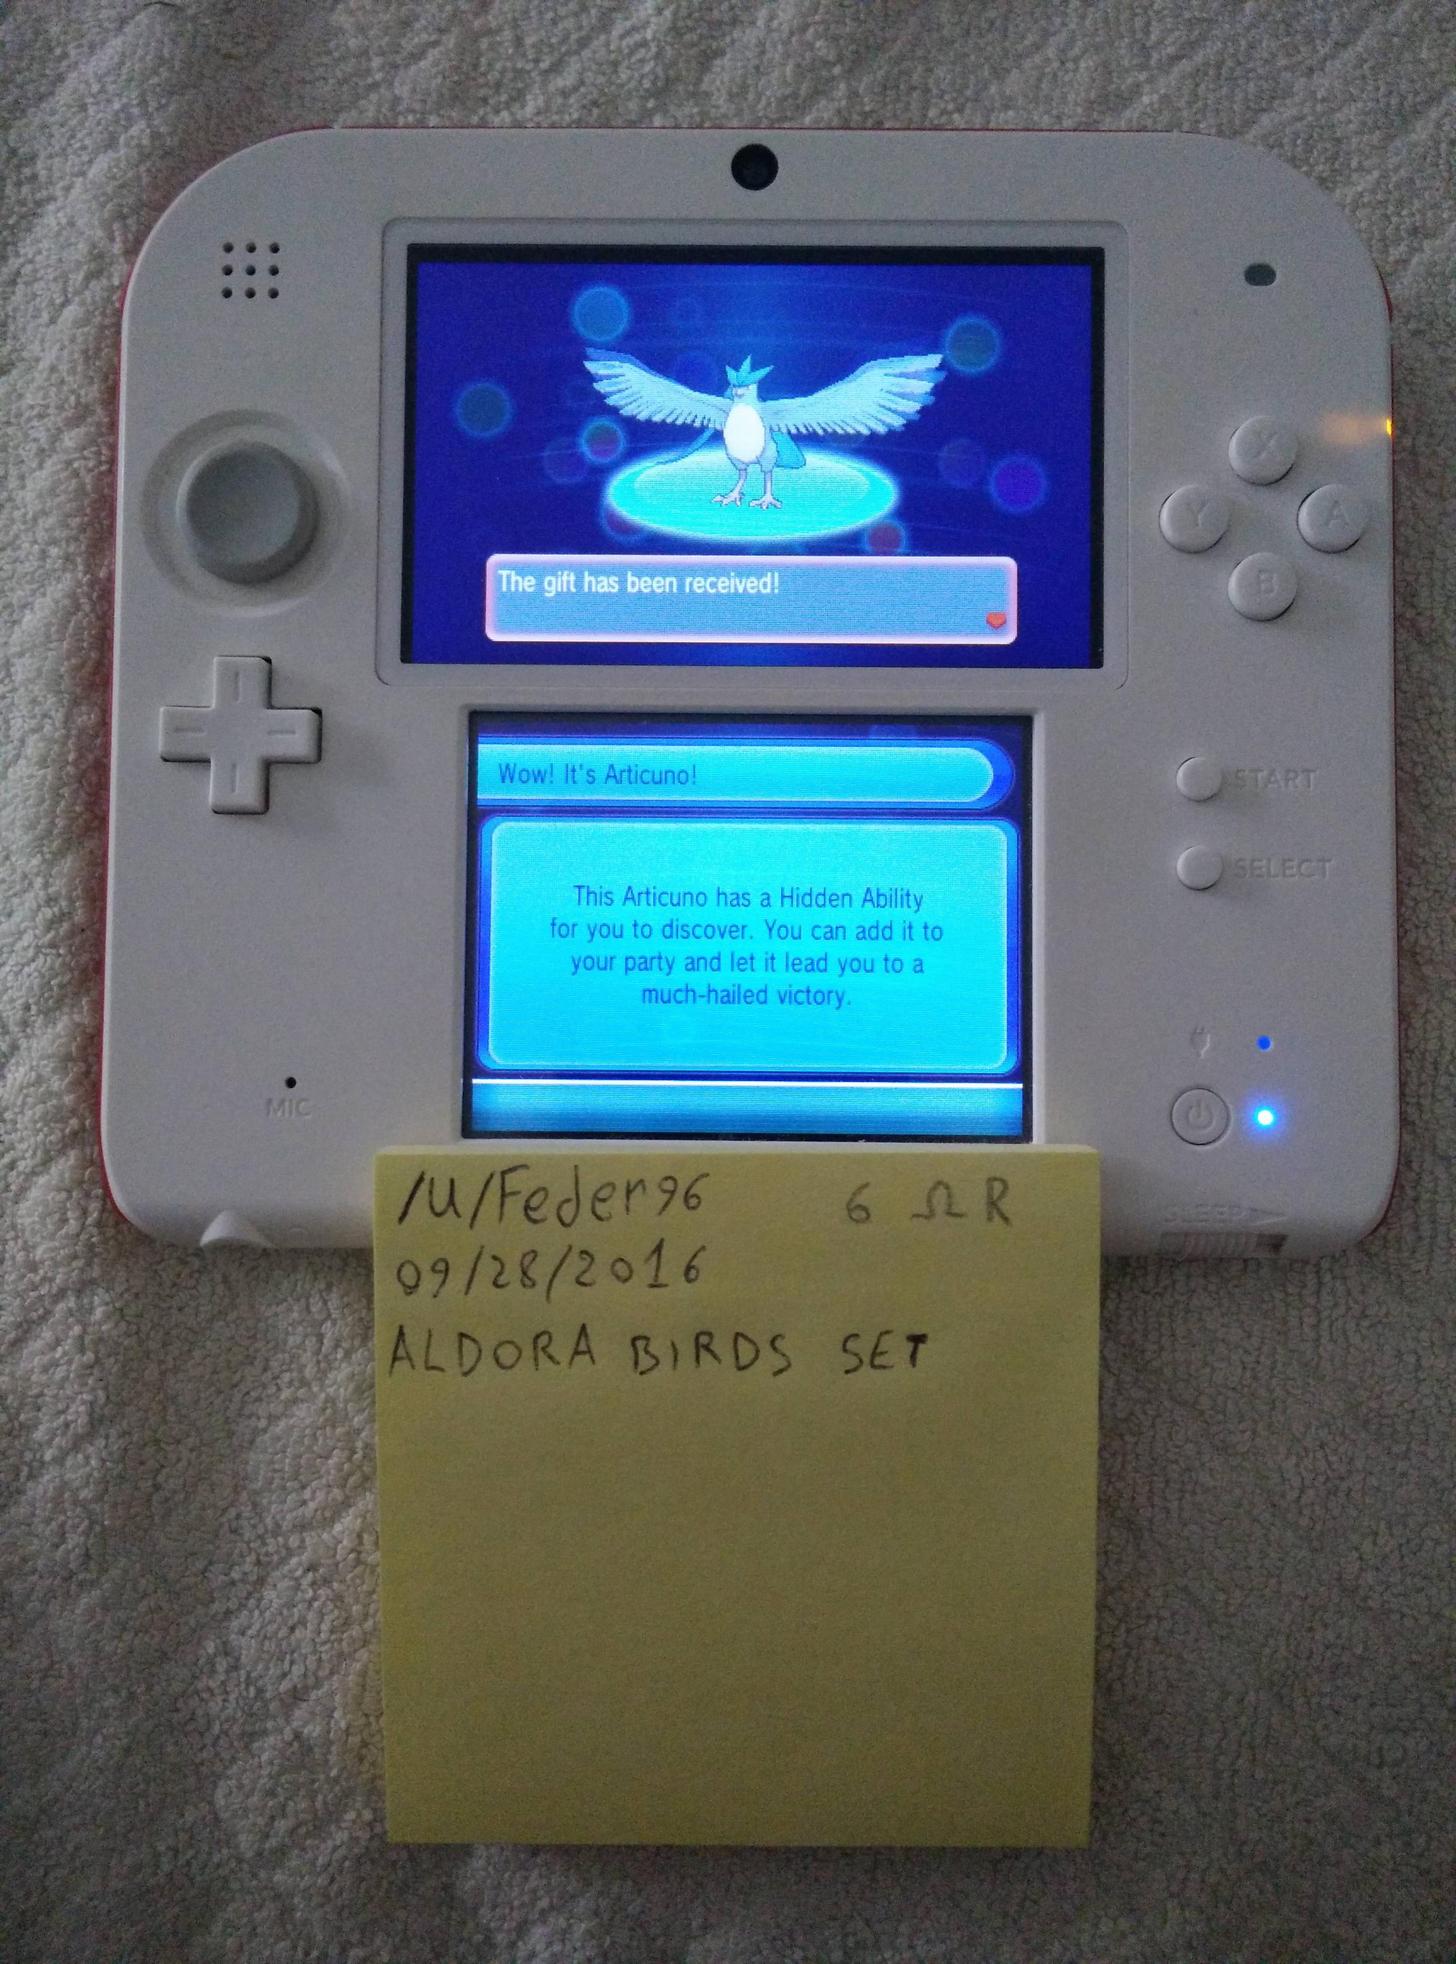 The gift has been received!
X
Y
A
B
Wow! It's Articuno!
START
SELECT
This Articuno has a Hidden Ability
for you to discover. You can add it to
your party and let it lead you to a
much-hailed victory.
MIC
SLEEP
/U/Feder96 6 Ω R
09/28/2016
ALDORA BIRDS SET